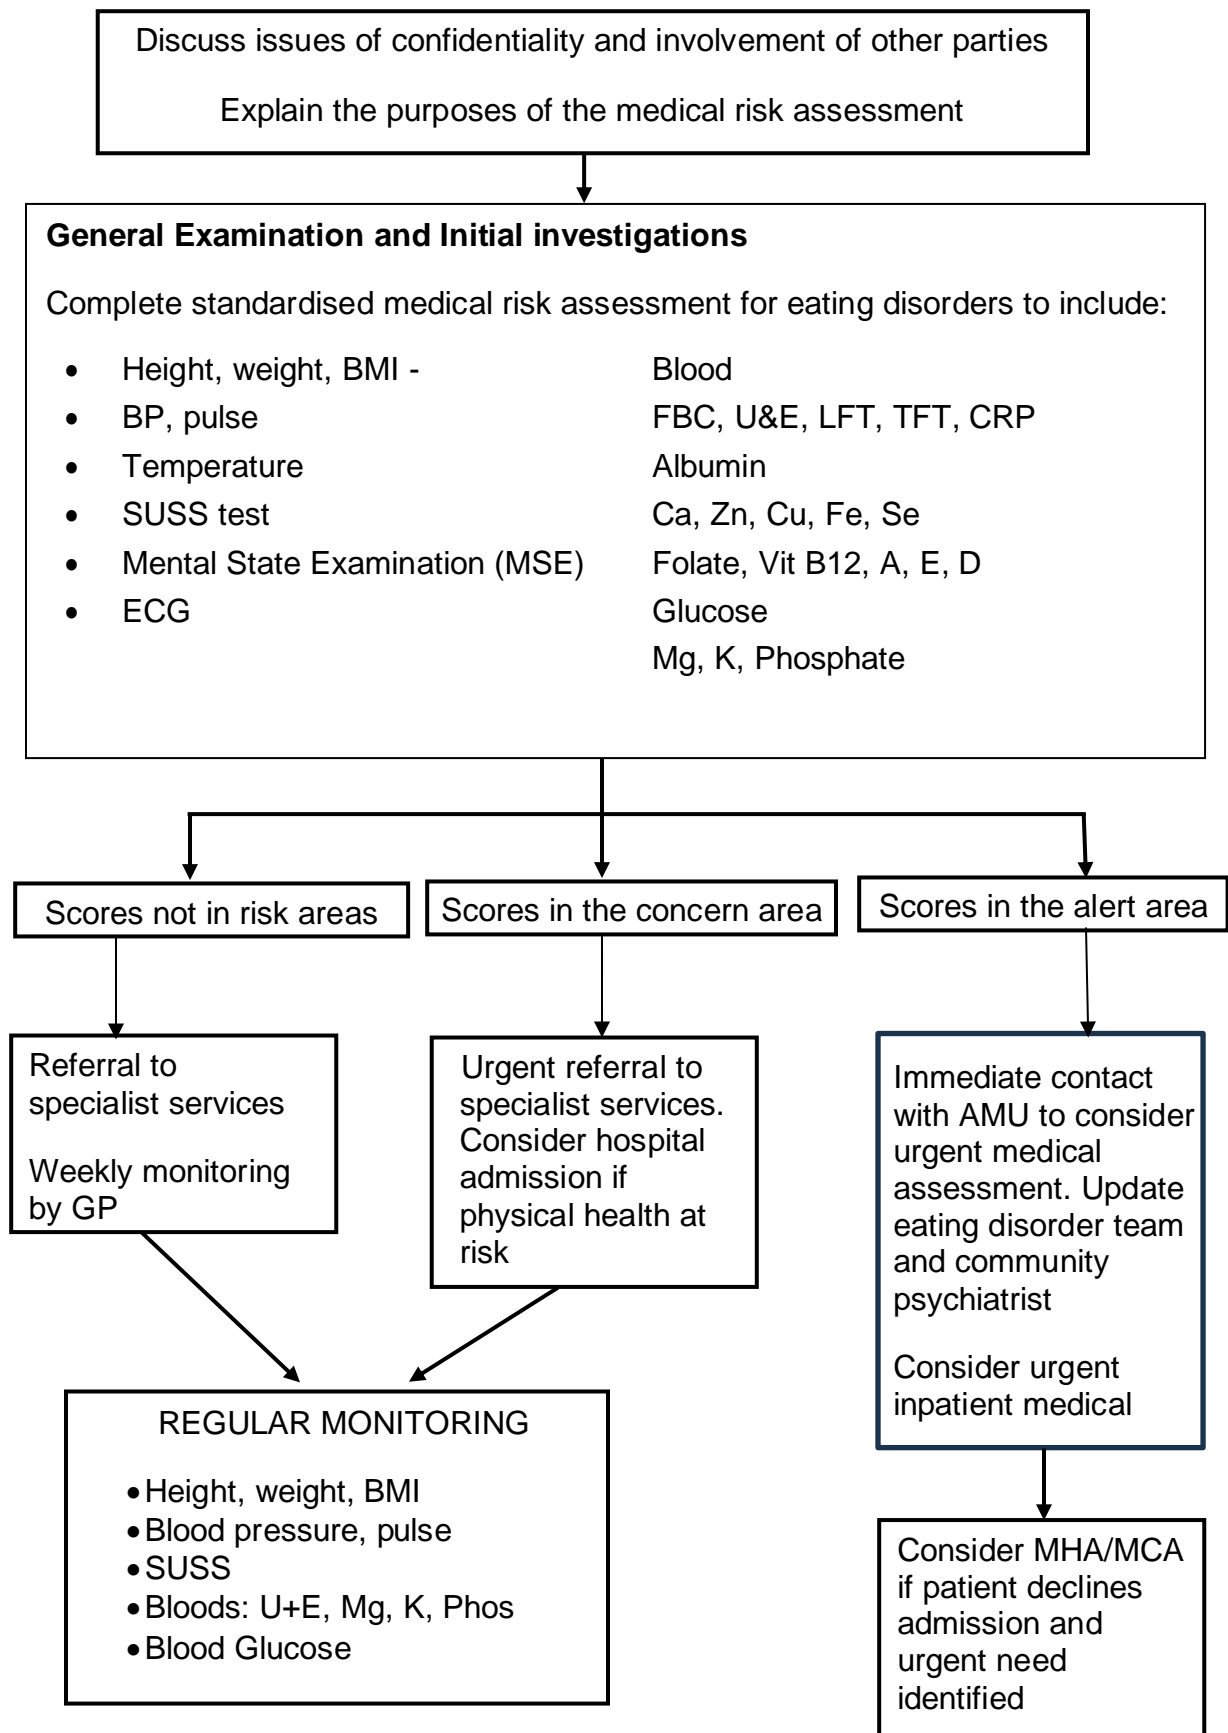 Discuss issues of confidentiality and involvement of other parties
Explain the purposes of the medical risk assessment
General Examination and Initial investigations
Complete standardised medical risk assessment for eating disorders to include:
• Height, weight, BMI -
• BP, pulse
• Temperature
• SUSS test
• Mental State Examination (MSE)
• ECG
Blood
FBC, U&E, LFT, TFT, CRP
Albumin
Ca, Zn, Cu, Fe, Se
Folate, Vit B12, A, E, D
Glucose
Mg, K, Phosphate
Scores not in risk areas
Scores in the concern area
Scores in the alert area
Referral to
specialist services
Weekly monitoring
by GP
Urgent referral to
specialist services.
Consider hospital
admission if
physical health at
risk
Immediate contact
with AMU to consider
urgent medical
assessment. Update
eating disorder team
and community
psychiatrist
Consider urgent
inpatient medical
REGULAR MONITORING
• Height, weight, BMI
• Blood pressure, pulse
• SUSS
• Bloods: U+E, Mg, K, Phos
• Blood Glucose
Consider MHA/MCA
if patient declines
admission and
urgent need
identified